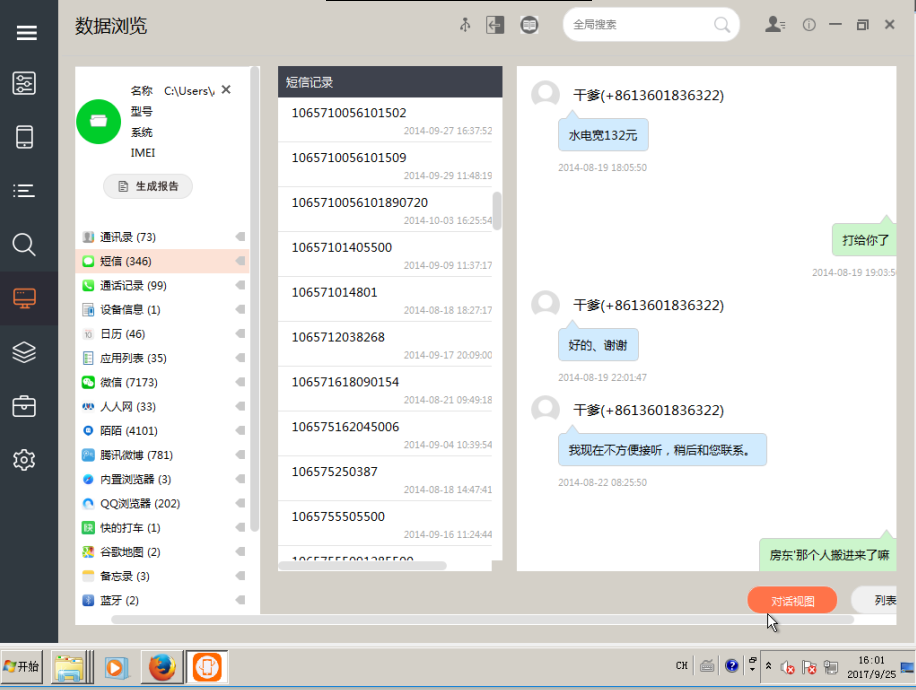 数据浏览
全局搜索
名称 C:\Users\
型号
系统
IMEI
生成报告
通讯录 (73)
短信 (346)
通话记录 (99)
设备信息 (1)
日历 (46)
应用列表 (35)
微信 (7173)
人人网 (33)
陌陌 (4101)
腾讯微博 (781)
内置浏览器 (3)
QQ浏览器 (202)
快的打车 (1)
谷歌地图 (2)
备忘录 (3)
蓝牙 (2)
短信记录
1065710056101502
2014-09-27 16:37:52
1065710056101509
2014-09-29 11:48:19
1065710056101890720
2014-10-03 16:25:54
10657101405500
2014-09-09 11:37:17
106571014801
2014-08-18 18:27:17
1065712038268
2014-09-17 20:09:00
106571618090154
2014-08-21 09:49:18
106575162045006
2014-09-04 10:39:54
106575250387
2014-08-18 14:47:41
1065755505500
2014-09-16 11:24:44
干爹(+8613601836322)
水电宽132元
2014-08-19 18:05:50
打给你了
2014-08-19 19:03:5
干爹(+8613601836322)
好的、谢谢
2014-08-19 22:01:47
干爹(+8613601836322)
我现在不方便接听，稍后和您联系。
2014-08-22 08:25:50
房东'那个人搬进来了嘛
对话视图
列表
开始
CH
16:01
2017/9/25